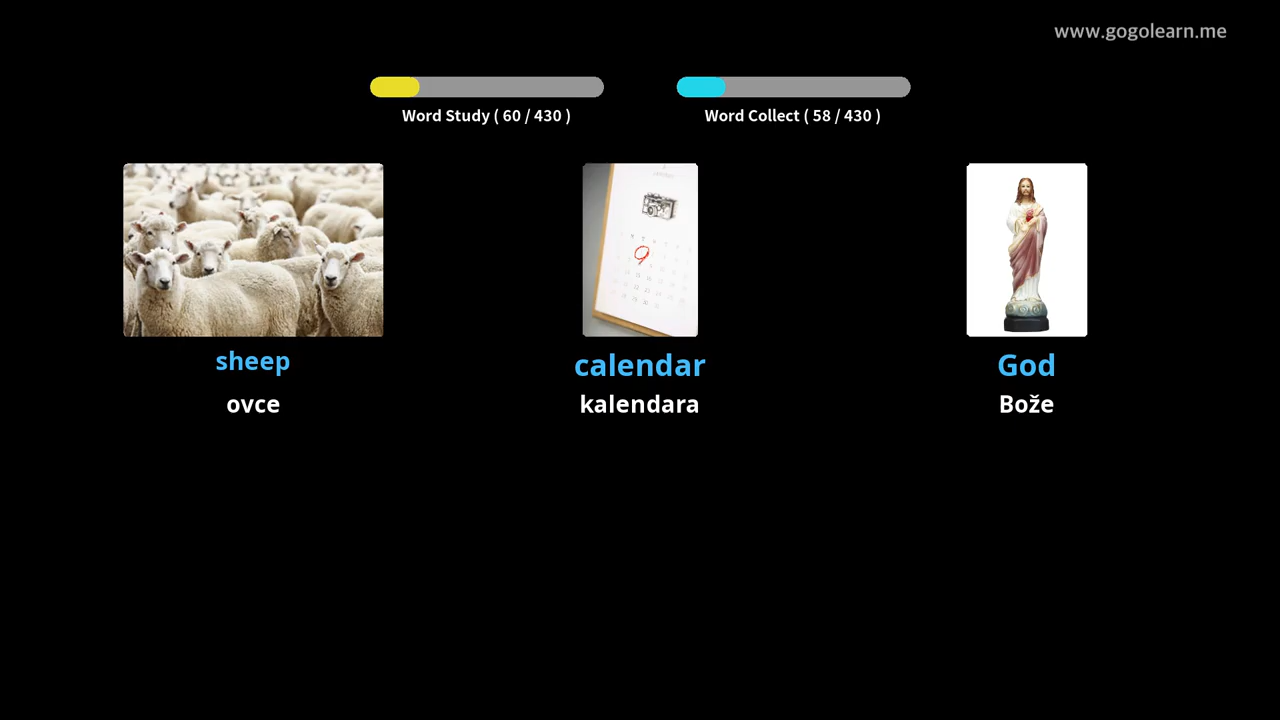 www.gogolearn.me
Word Study ( 60 / 430 )
Word Collect ( 58 / 430 )
sheep
calendar
God
ovce
kalendara
Bože